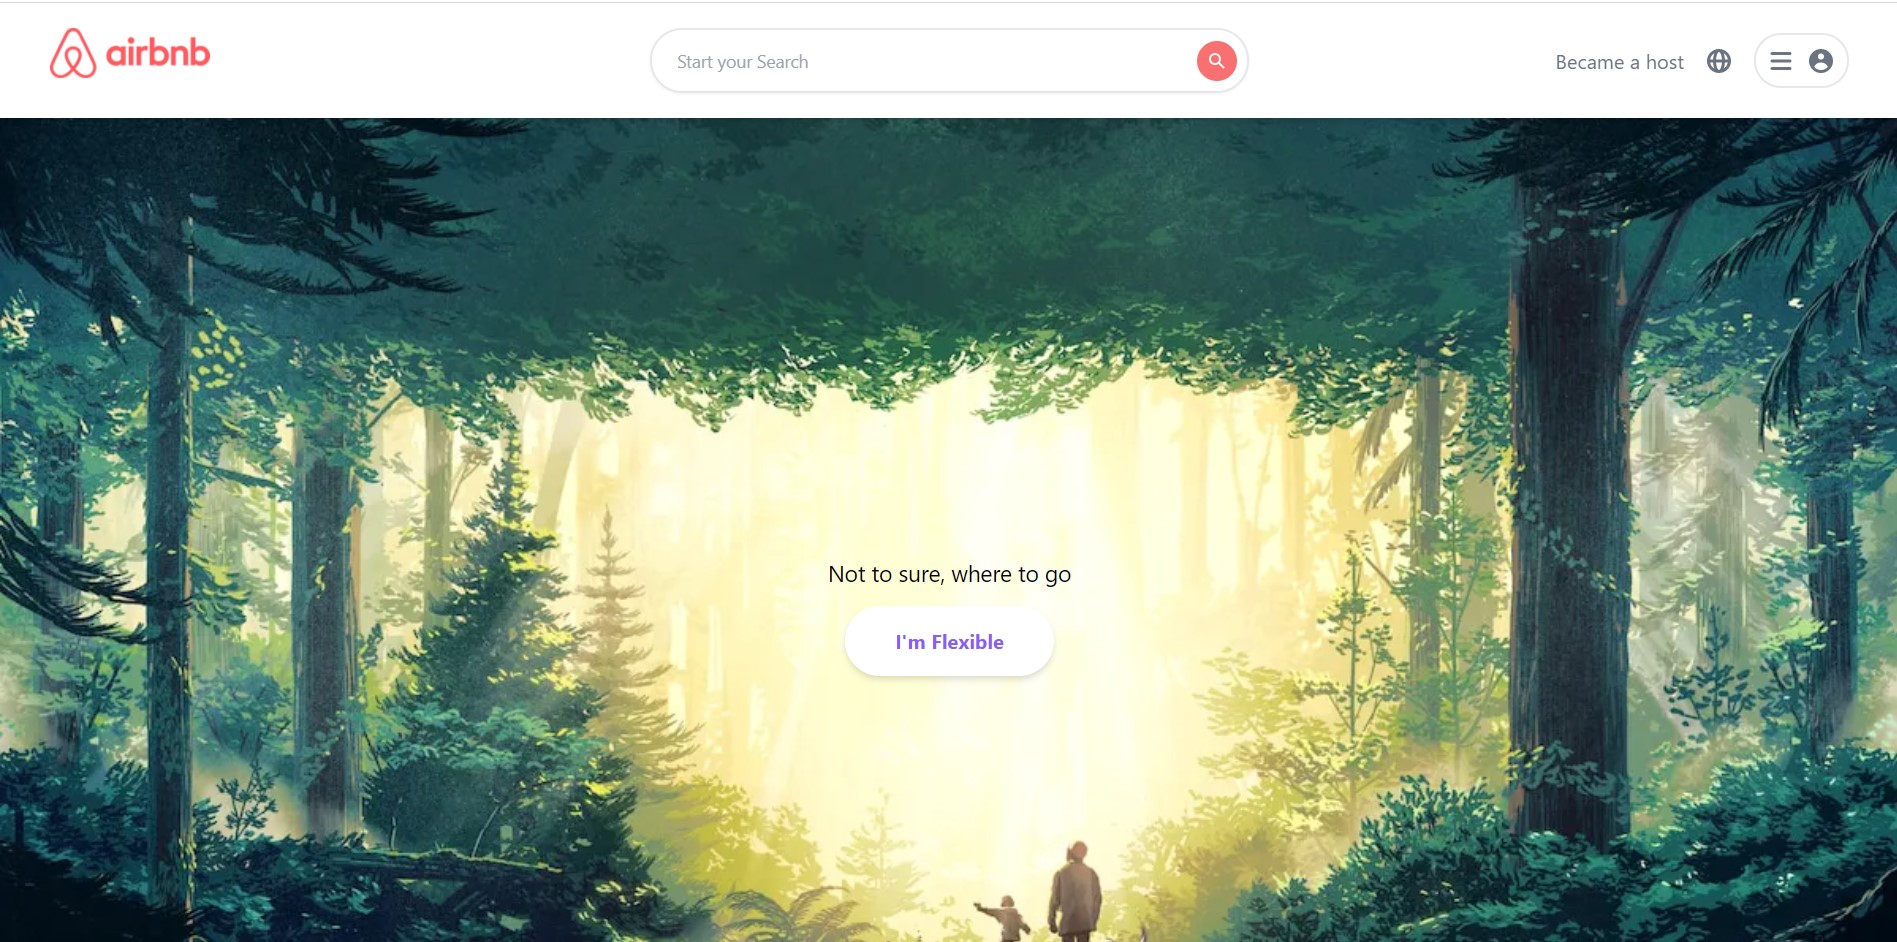 airbnb
Start your Search
Became a host
Not to sure, where to go
I'm Flexible